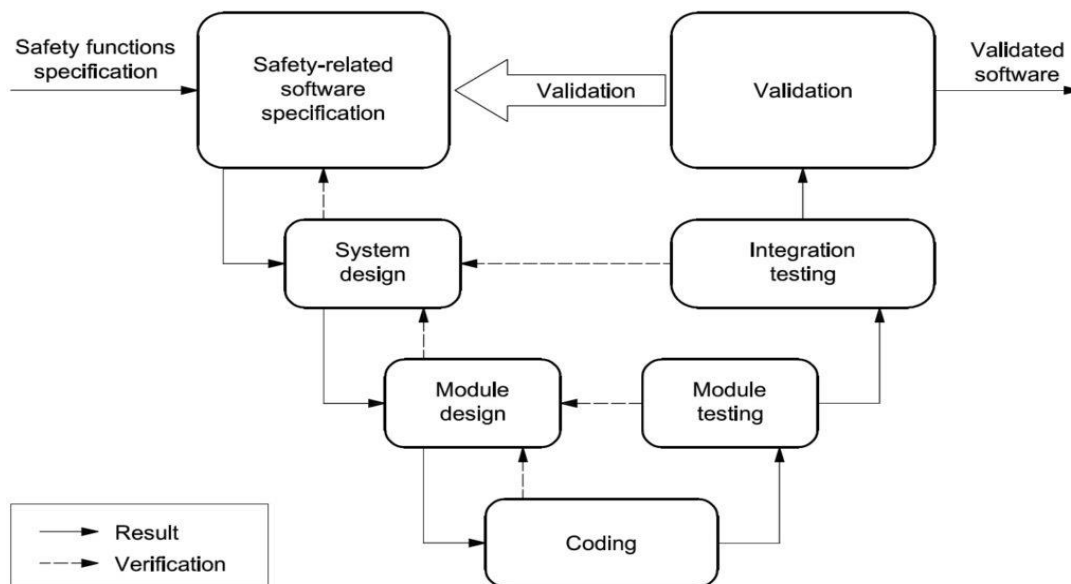 Safety functions
specification
Safety-related
software
specification
Validation
Validation
Validated
software
System
design
Integration
testing
Module
design
Module
testing
Coding
Result
Verification